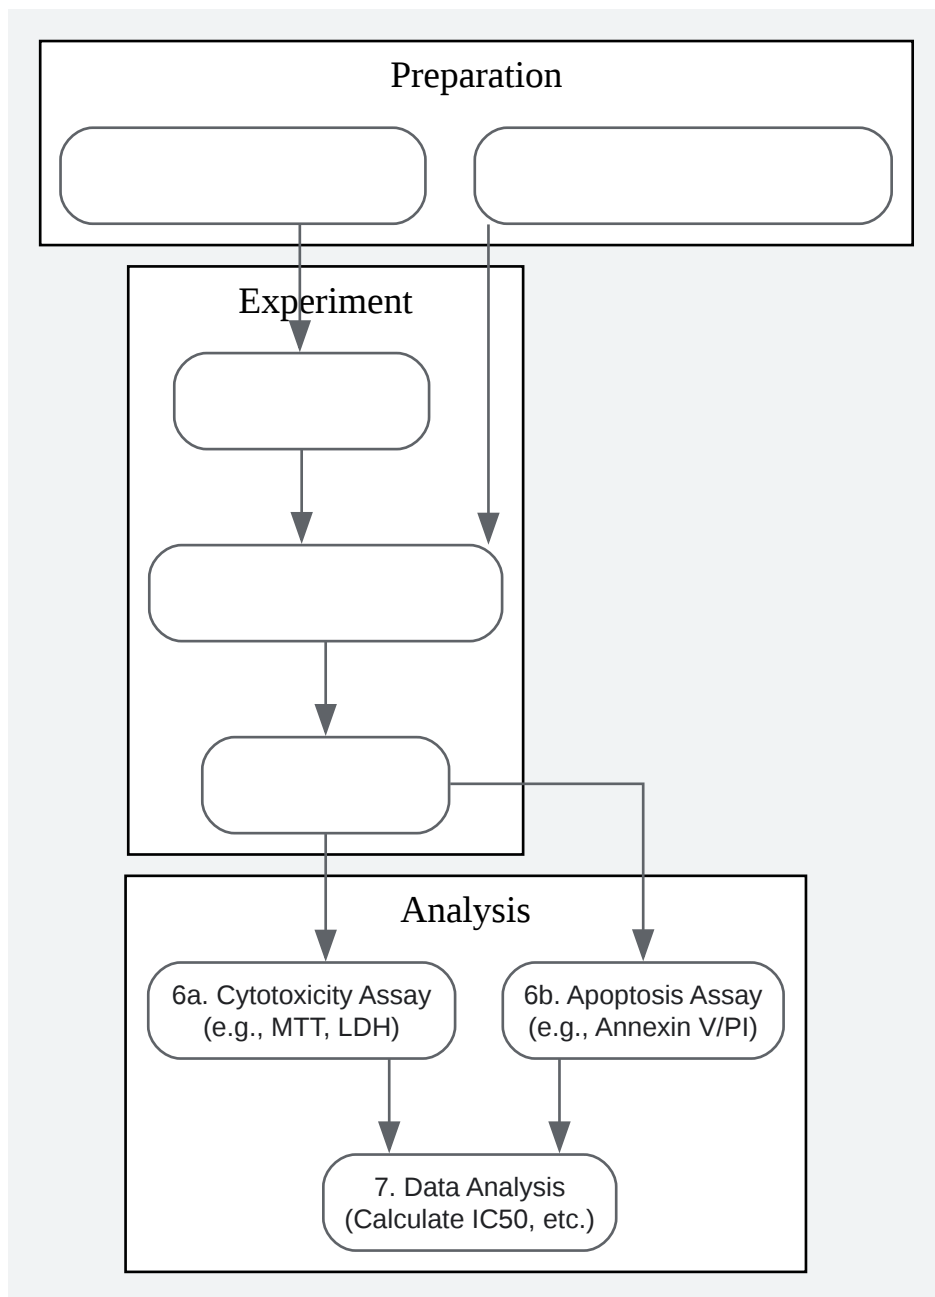 Preparation
Experiment
Analysis
6a. Cytotoxicity Assay
(e.g., MTT, LDH)
6b. Apoptosis Assay
(e.g., Annexin V/PI)
7. Data Analysis
(Calculate IC50, etc.)